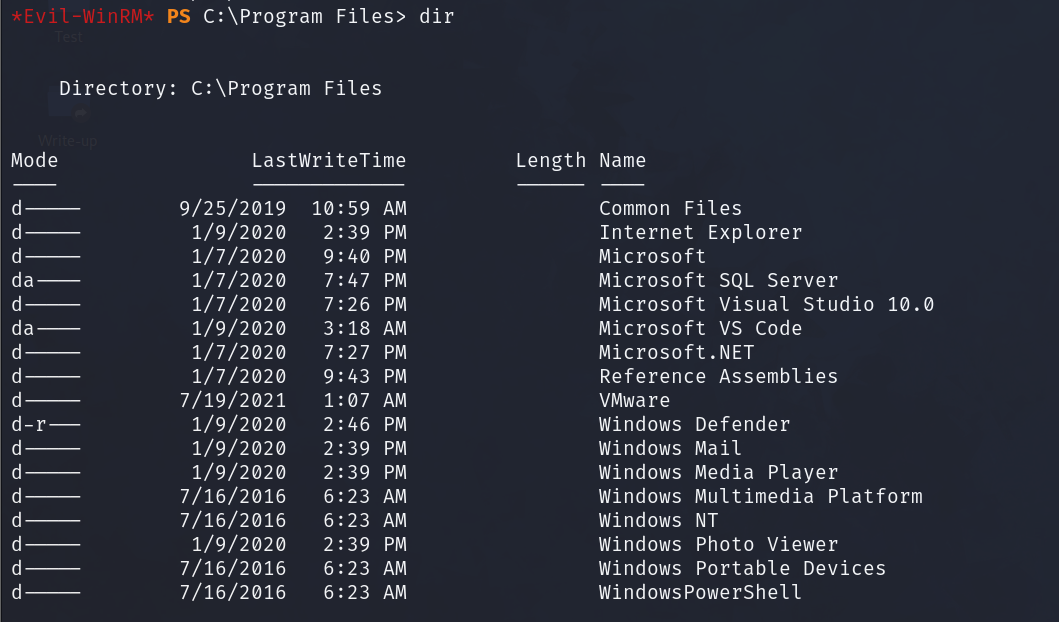 *Evil-WinRM* PS C:\Program Files> dir
Test
Directory: C:\Program Files
Write-up
Mode LastWriteTime Length Name
---- ------------- ------ ----
d----- 9/25/2019 10:59 AM Common Files
d----- 1/9/2020 2:39 PM Internet Explorer
d----- 1/7/2020 9:40 PM Microsoft
da---- 1/7/2020 7:47 PM Microsoft SQL Server
d----- 1/7/2020 7:26 PM Microsoft Visual Studio 10.0
da---- 1/9/2020 3:18 AM Microsoft VS Code
d----- 1/7/2020 7:27 PM Microsoft.NET
d----- 1/7/2020 9:43 PM Reference Assemblies
d----- 7/19/2021 1:07 AM VMware
d-r--- 1/9/2020 2:46 PM Windows Defender
d----- 1/9/2020 2:39 PM Windows Mail
d----- 1/9/2020 2:39 PM Windows Media Player
d----- 7/16/2016 6:23 AM Windows Multimedia Platform
d----- 7/16/2016 6:23 AM Windows NT
d----- 1/9/2020 2:39 PM Windows Photo Viewer
d----- 7/16/2016 6:23 AM Windows Portable Devices
d----- 7/16/2016 6:23 AM WindowsPowerShell